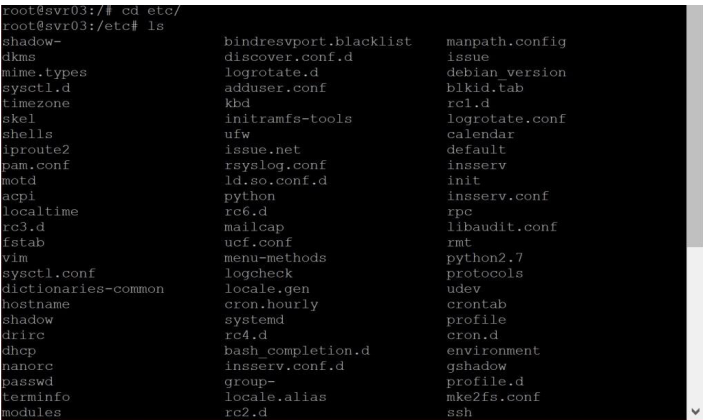 root@svr03:/# cd etc/
root@svr03:/etc# ls
shadow- bindresvport.blacklist manpath.config
dkms discover.conf.d issue
mime.types logrotate.d debian_version
sysctl.d adduser.conf blkid.tab
timezone kbd rc1.d
skel initramfs-tools logrotate.conf
shells ufw calendar
iproute2 issue.net default
pam.conf rsyslog.conf insserv
motd ld.so.conf.d init
acpi python insserv.conf
localtime rc6.d rpc
rc3.d mailcap libaudit.conf
fstab ucf.conf rmt
vim menu-methods python2.7
sysctl.conf logcheck protocols
dictionaries-common locale.gen udev
hostname cron.hourly crontab
shadow systemd profile
drirc rc4.d cron.d
dhcp bash_completion.d environment
nanorc insserv.conf.d gshadow
passwd group- profile.d
terminfo locale.alias mke2fs.conf
modules rc2.d ssh